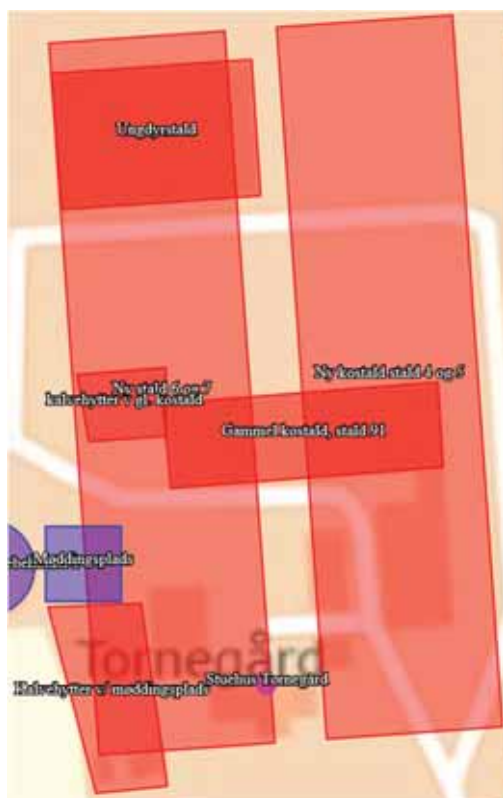 Ungdyrstald
Ny kostald stald 4 og 5
Ny stald 6 og 7
kalvehytter v gl. kostald
Gammel kostald, stald 91
Møddingsplads
Tornegård
Stuehus Tornegård
Kalvehytter v/ møddingsplads